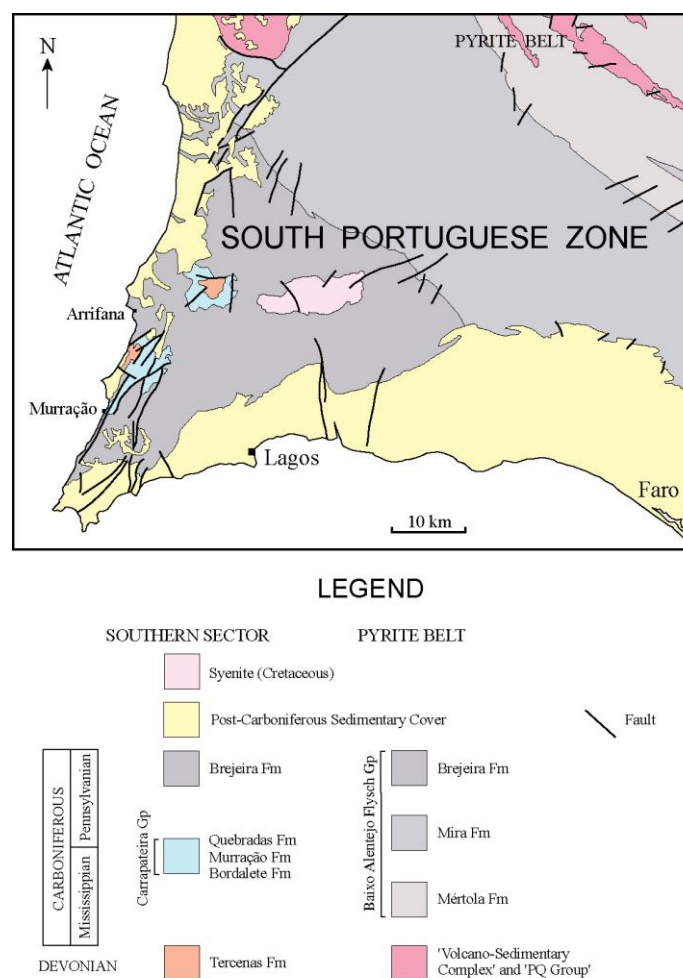 N
PYRITE BELT
ATLANTIC OCEAN
SOUTH PORTUGUESE ZONE
Arrifana
Murração
Lagos
Faro
10 km
LEGEND
SOUTHERN SECTOR
PYRITE BELT
Syenite (Cretaceous)
Post-Carboniferous Sedimentary Cover
Fault
CARBONIFEROUS
Pennsylvanian
Mississippian
DEVONIAN
Brejeira Fm
Carrapateira Gp
Quebradas Fm
Murração Fm
Bordalete Fm
Tercenas Fm
Baixo Alentejo Flysch Gp
Brejeira Fm
Mira Fm
Mértola Fm
'Volcano-Sedimentary
Complex' and 'PQ Group'